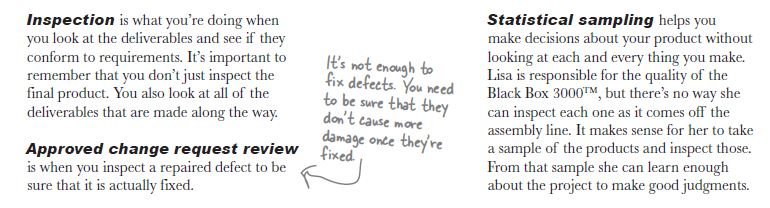 Inspection is what you're doing when
you look at the deliverables and see if they
conform to requirements. It's important to
remember that you don't just inspect the
final product. You also look at all of the
deliverables that are made along the way.
Approved change request review
is when you inspect a repaired defect to be
sure that it is actually fixed.
It's not enough to
fix defects. You need
to be sure that they
don't cause more
damage once they're
fixed.
Statistical sampling helps you
make decisions about your product without
looking at each and every thing you make.
Lisa is responsible for the quality of the
Black Box 3000™, but there's no way she
can inspect each one as it comes off the
assembly line. It makes sense for her to take
a sample of the products and inspect those.
From that sample she can learn enough
about the project to make good judgments.